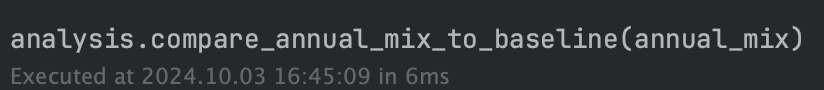 analysis.compare_annual_mix_to_baseline(annual_mix)
Executed at 2024.10.03 16:45:09 in 6ms